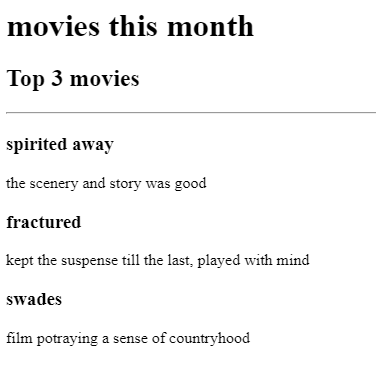 movies this month
Top 3 movies
spirited away
the scenery and story was good
fractured
kept the suspense till the last, played with mind
swades
film potraying a sense of countryhood